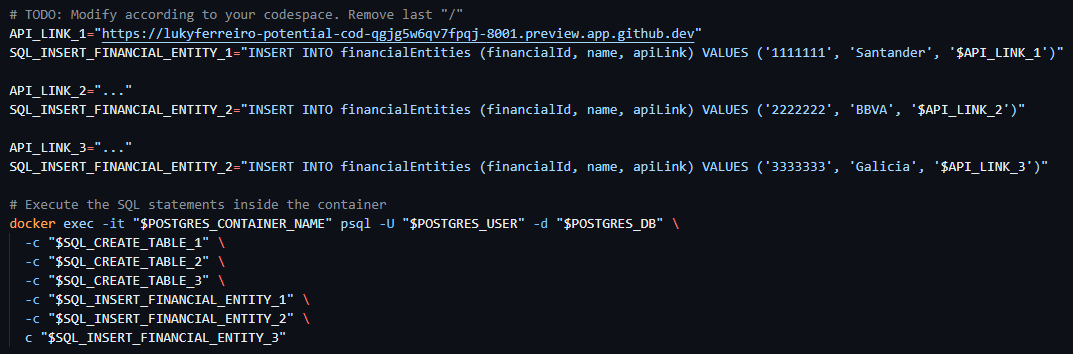 # TODO: Modify according to your codespace. Remove last "/"
API_LINK_1="https://lukyferreiro-potential-cod-qgjg5w6qv7fpqj-8001.preview.app.github.dev"
SQL_INSERT_FINANCIAL_ENTITY_1="INSERT INTO financialEntities (financialId, name, apiLink) VALUES ('1111111', 'Santander', '$API_LINK_1')"
API_LINK_2="..."
SQL_INSERT_FINANCIAL_ENTITY_2="INSERT INTO financialEntities (financialId, name, apiLink) VALUES ('2222222', 'BBVA', '$API_LINK_2')"
API_LINK_3="..."
SQL_INSERT_FINANCIAL_ENTITY_2="INSERT INTO financialEntities (financialId, name, apiLink) VALUES ('3333333', 'Galicia', '$API_LINK_3')"
# Execute the SQL statements inside the container
docker exec -it "$POSTGRES_CONTAINER_NAME" psql -U "$POSTGRES_USER" -d "$POSTGRES_DB" \
-c "$SQL_CREATE_TABLE_1" \
-c "$SQL_CREATE_TABLE_2" \
-c "$SQL_CREATE_TABLE_3" \
-c "$SQL_INSERT_FINANCIAL_ENTITY_1" \
-c "$SQL_INSERT_FINANCIAL_ENTITY_2" \
c "$SQL_INSERT_FINANCIAL_ENTITY_3"